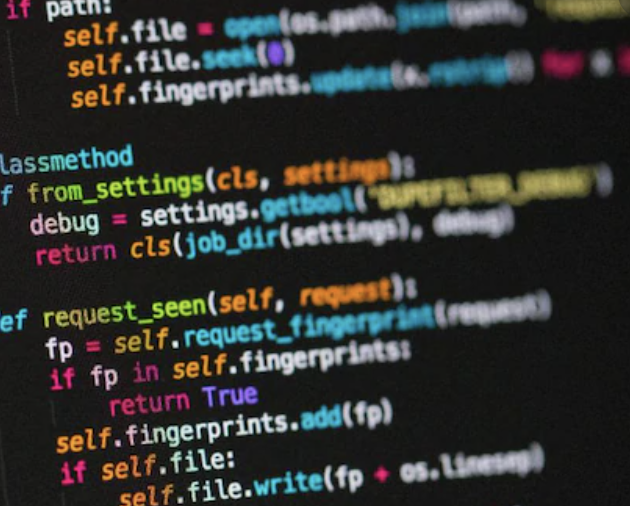 if path:
self.file = open(os.path.join(path,
self.file.seek(0)
self.fingerprints.update(x.rstrip() for
lassmethod
f from_settings(cls, settings):
debug = settings.getbool("DUPEFILTER_DEBUG")
return cls(job_dir(settings), debug)
ef request_seen(self, request):
fp = self.request_fingerprint(request)
if fp in self.fingerprints:
return True
self.fingerprints.add(fp)
if self.file:
self.file.write(fp + os.linesep)